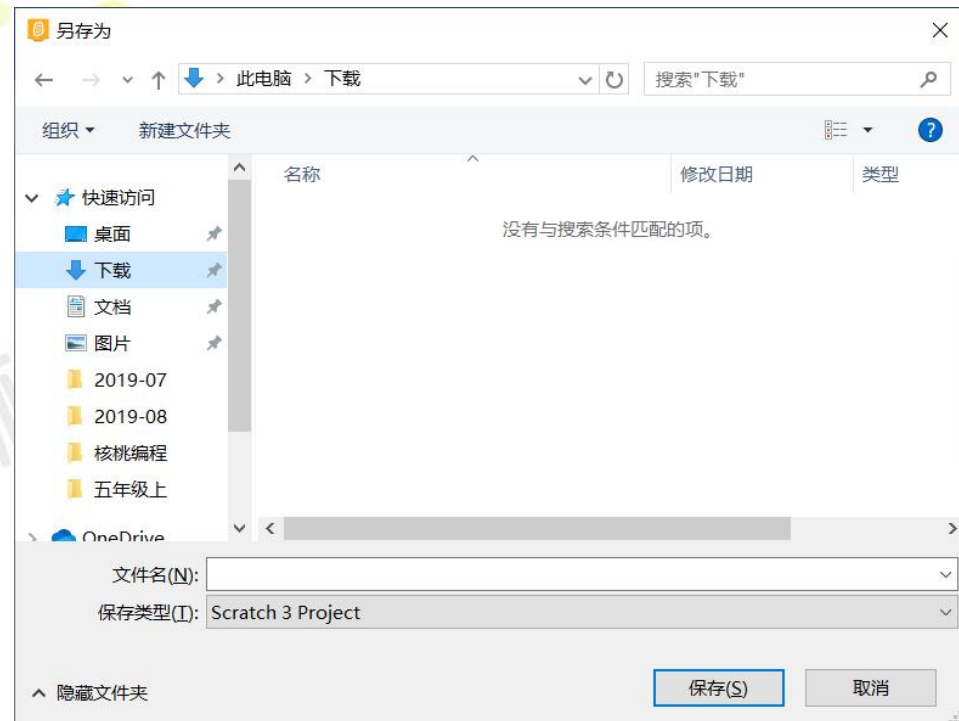 另存为
此电脑 > 下载
搜索"下载"
组织
新建文件夹
名称
修改日期
类型
没有与搜索条件匹配的项。
快速访问
桌面
下载
文档
图片
2019-07
2019-08
核桃编程
五年级上
OneDrive
文件名(N):
保存类型(T): Scratch 3 Project
隐藏文件夹
保存(S)
取消